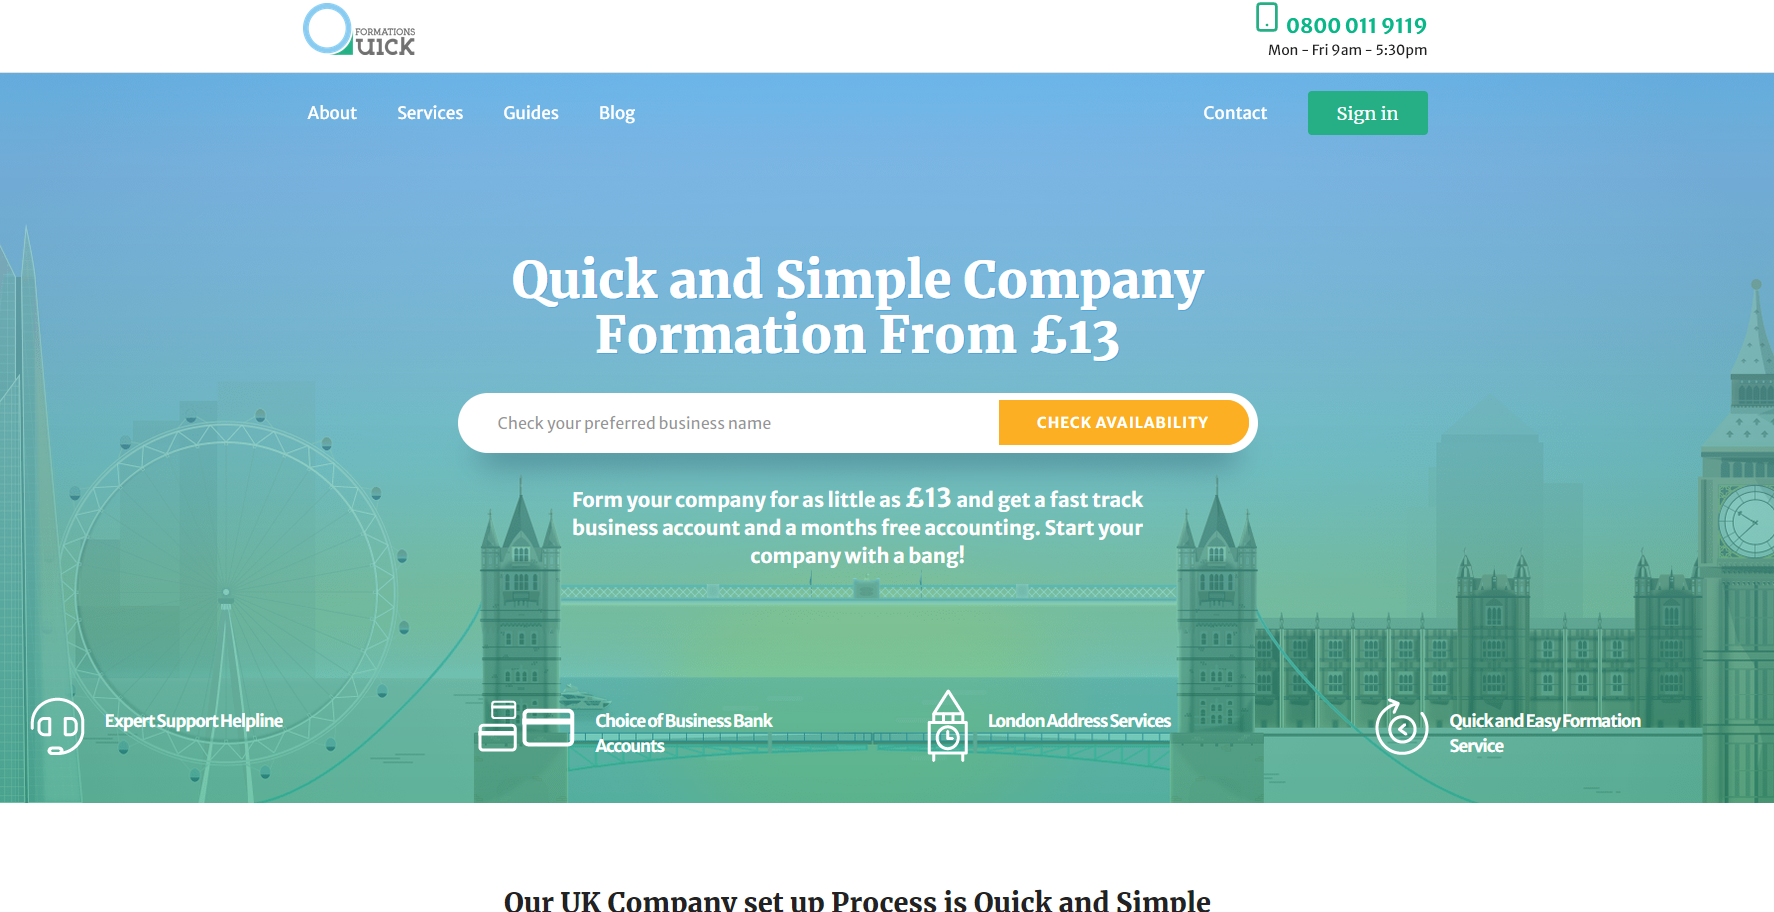 FORMATIONS
QUICK
0800 011 9119
Mon - Fri 9am - 5:30pm
About
Services
Guides
Blog
Contact
Sign in
Quick and Simple Company
Formation From £13
Check your preferred business name
CHECK AVAILABILITY
Form your company for as little as £13 and get a fast track
business account and a months free accounting. Start your
company with a bang!
Expert Support Helpline
Choice of Business Bank
Accounts
London Address Services
Quick and Easy Formation
Service
Our UK Company set up Process is Quick and Simple